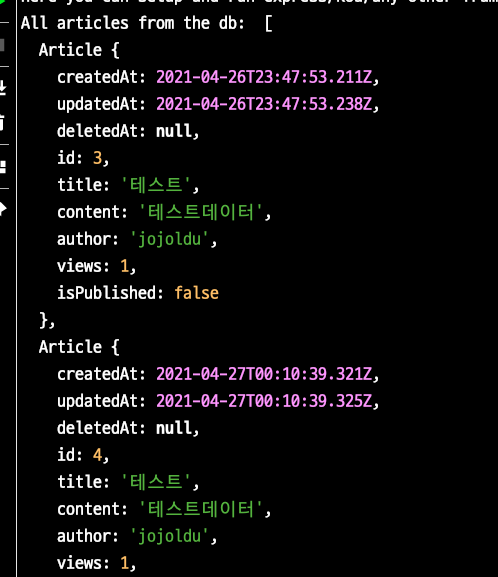 here you can setup and run express/koa/any other fram
All articles from the db:  [
  Article {
    createdAt: 2021-04-26T23:47:53.211Z,
    updatedAt: 2021-04-26T23:47:53.238Z,
    deletedAt: null,
    id: 3,
    title: '테스트',
    content: '테스트데이터',
    author: 'jojoldu',
    views: 1,
    isPublished: false
  },
  Article {
    createdAt: 2021-04-27T00:10:39.321Z,
    updatedAt: 2021-04-27T00:10:39.325Z,
    deletedAt: null,
    id: 4,
    title: '테스트',
    content: '테스트데이터',
    author: 'jojoldu',
    views: 1,